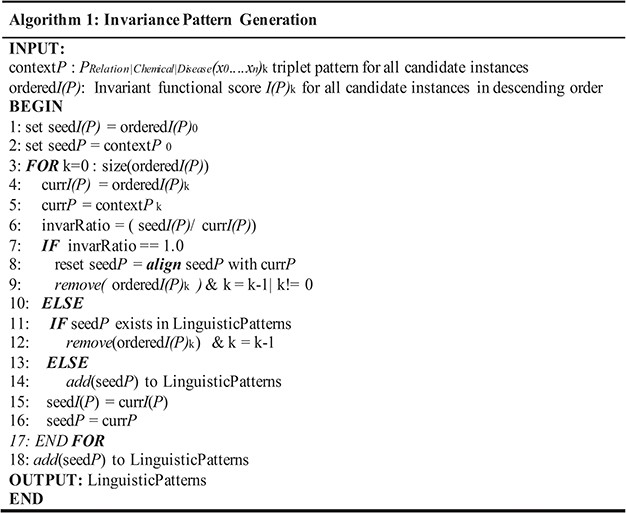 Algorithm 1: Invariance Pattern Generation
INPUT:
contextP : P Relation|Chemical|Disease(x0....xn)k triplet pattern for all candidate instances
orderedI(P): Invariant functional score I(P)k for all candidate instances in descending order
BEGIN
1: set seedI(P) = orderedI(P)0
2: set seedP = contextP 0
3: FOR k=0 : size(orderedI(P))
4: currI(P) = orderedI(P)k
5: currP = contextP k
6: invarRatio = ( seedI(P)/ currI(P))
7: IF invarRatio == 1.0
8: reset seedP = align seedP with currP
9: remove( orderedI(P)k ) & k = k-1| k!= 0
10: ELSE
11: IF seedP exists in LinguisticPatterns
12: remove(orderedI(P)k) & k = k-1
13: ELSE
14: add(seedP) to LinguisticPatterns
15: seedI(P) = currI(P)
16: seedP = currP
17: END FOR
18: add(seedP) to LinguisticPatterns
OUTPUT: LinguisticPatterns
END